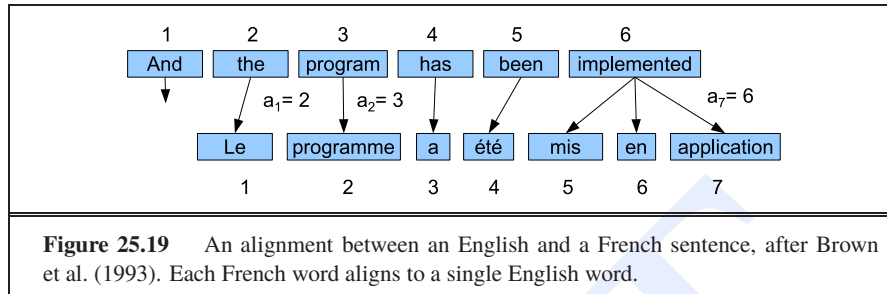 1 2 3 4 5 6
And the program has been implemented
a1= 2 a2= 3 a7= 6
Le programme a été mis en application
1 2 3 4 5 6 7
Figure 25.19 An alignment between an English and a French sentence, after Brown
et al. (1993). Each French word aligns to a single English word.